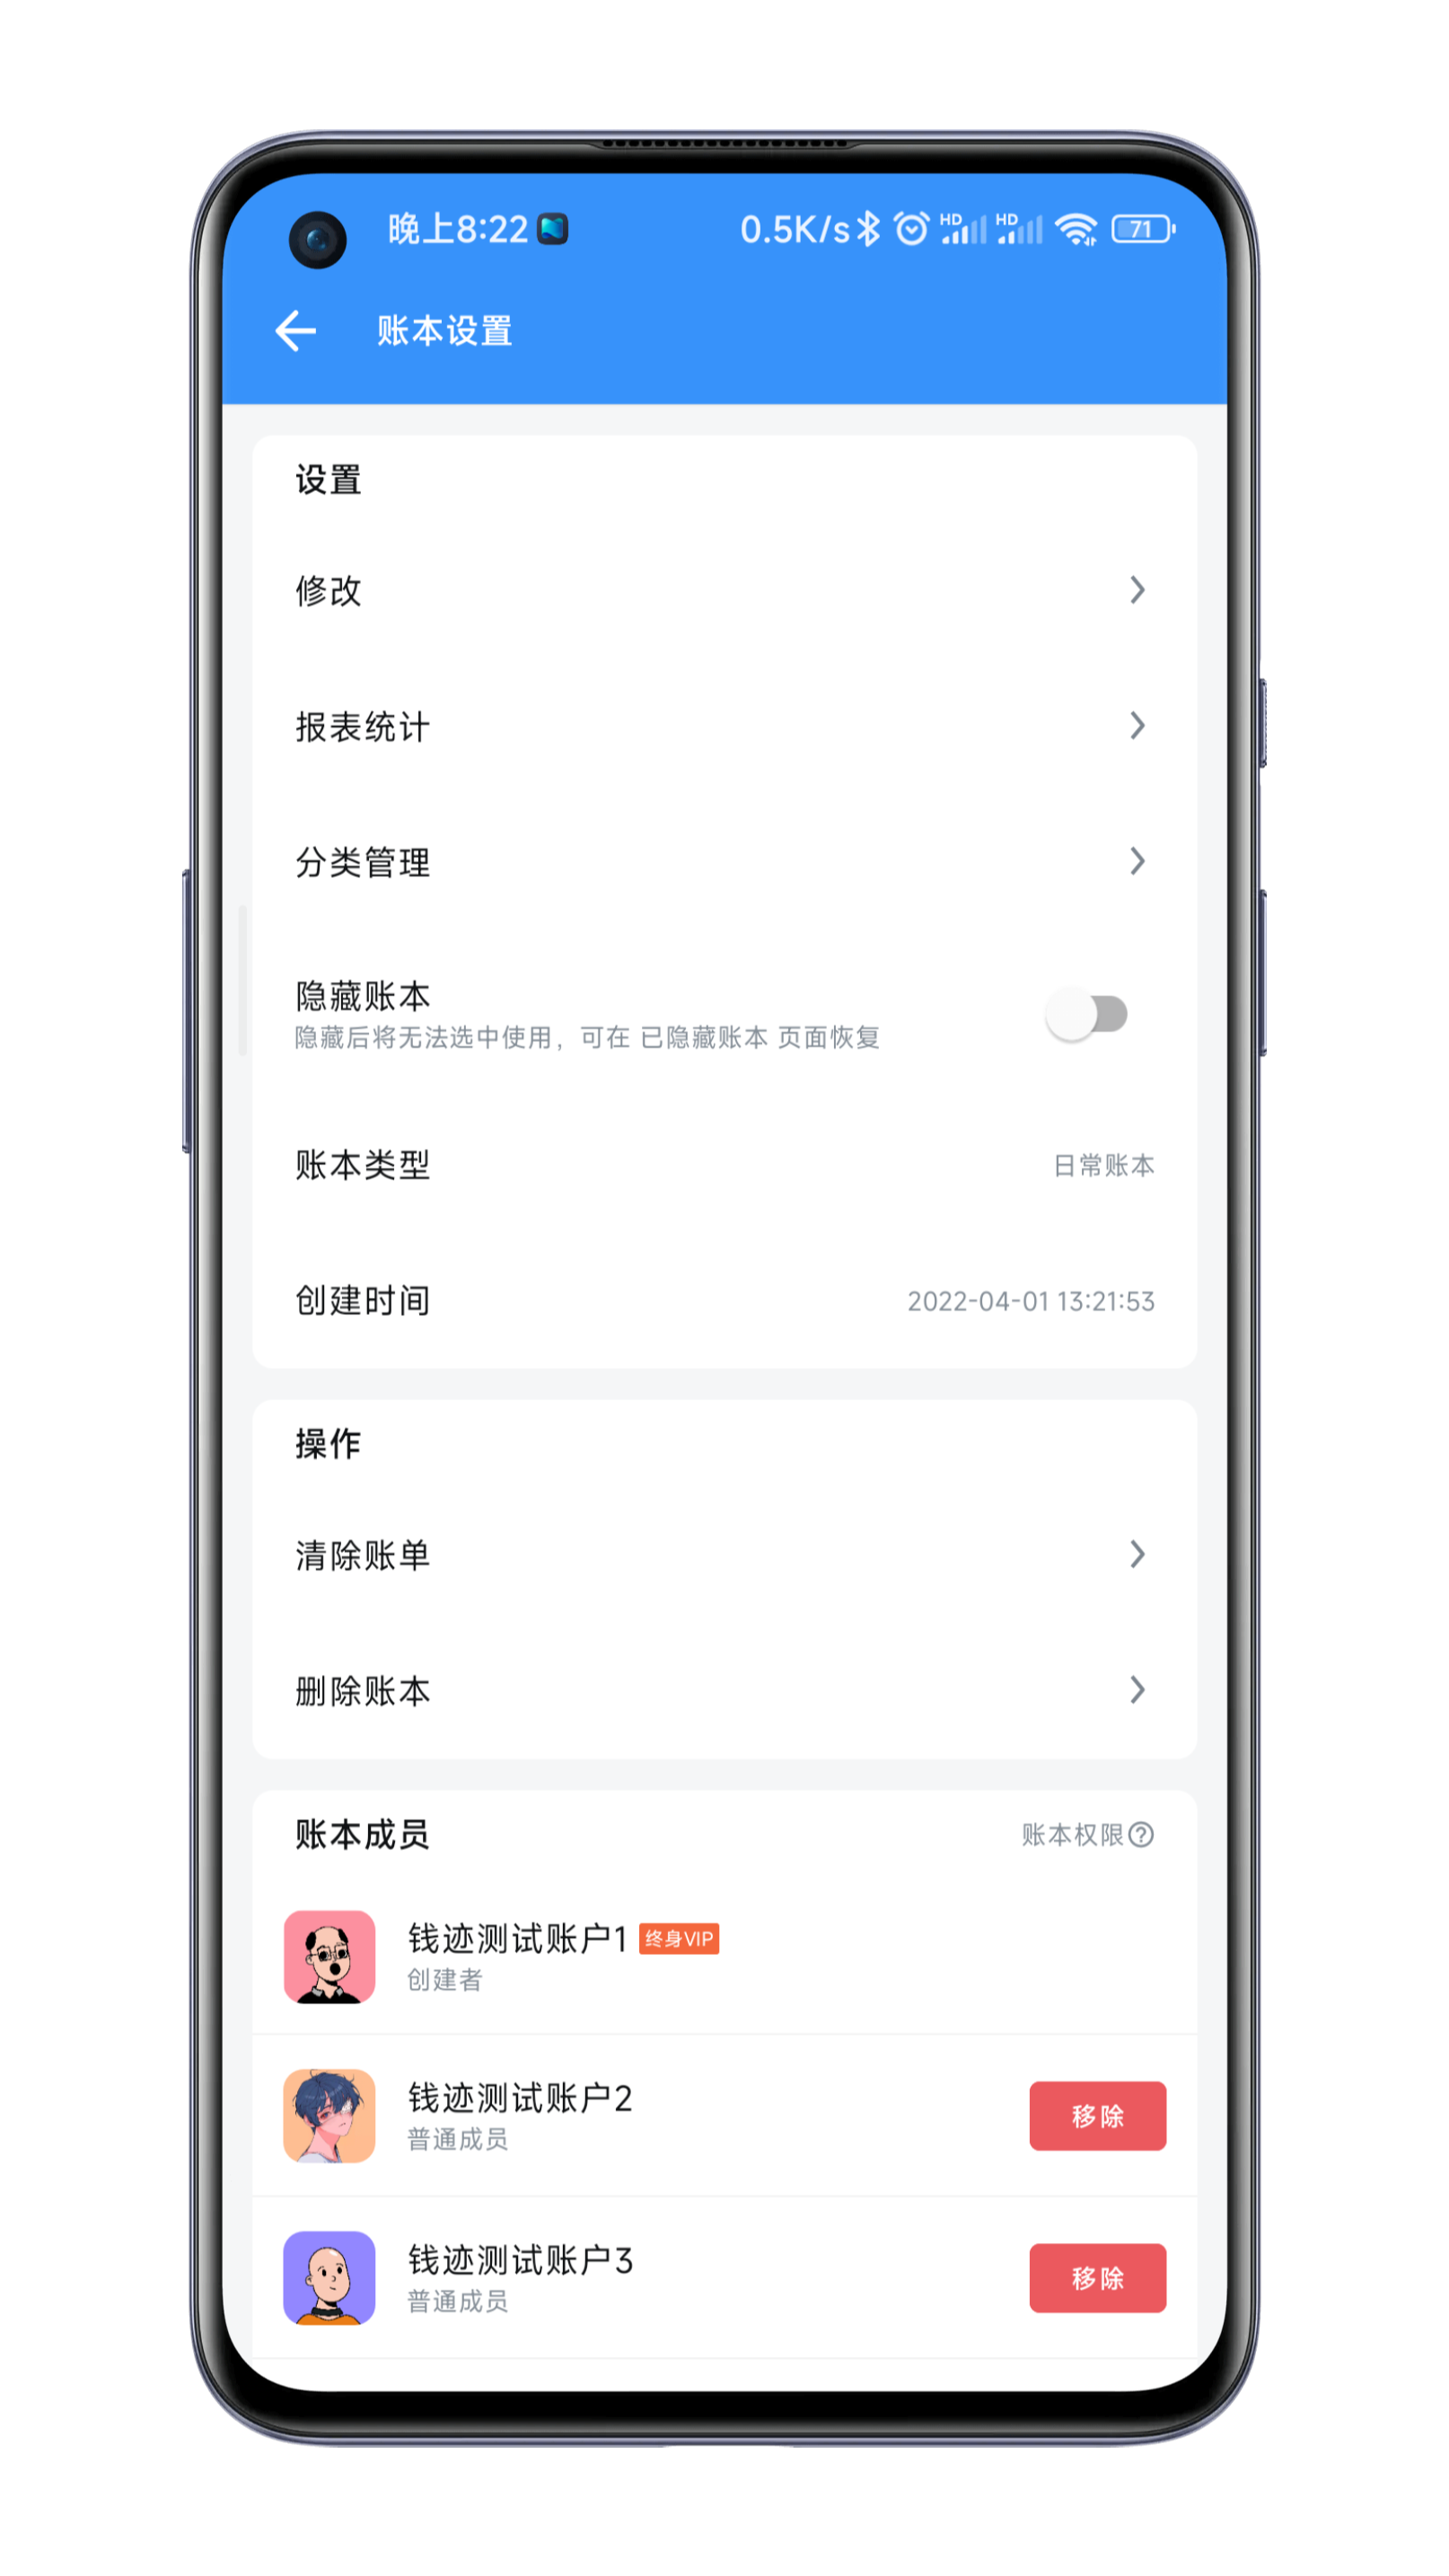 晚上8:22 0.5K/s HD HD 71
账本设置
设置
修改
报表统计
分类管理
隐藏账本
隐藏后将无法选中使用，可在 已隐藏账本 页面恢复
账本类型 日常账本
创建时间 2022-04-01 13:21:53
操作
清除账单
删除账本
账本成员 账本权限?
钱迹测试账户1 终身VIP
创建者
钱迹测试账户2
普通成员
移除
钱迹测试账户3
普通成员
移除